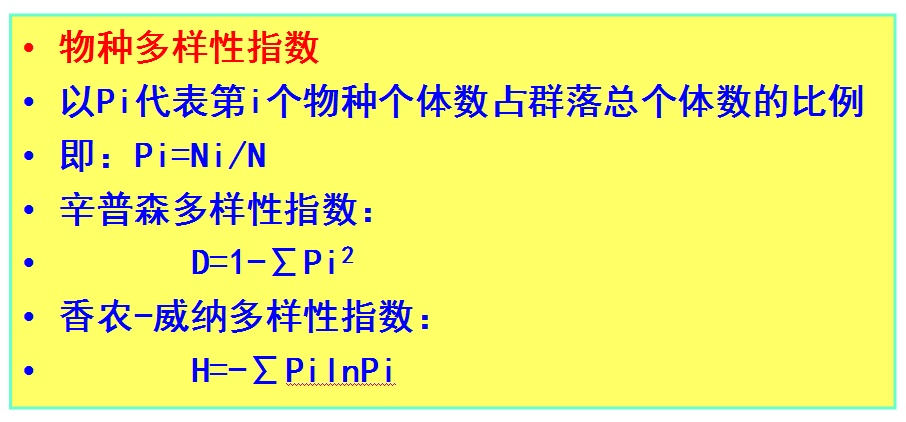 • 物种多样性指数
• 以Pi代表第i个物种个体数占群落总个体数的比例
• 即：Pi=Ni/N
• 辛普森多样性指数：
• D=1-∑Pi²
• 香农-威纳多样性指数：
• H=-∑PilnPi